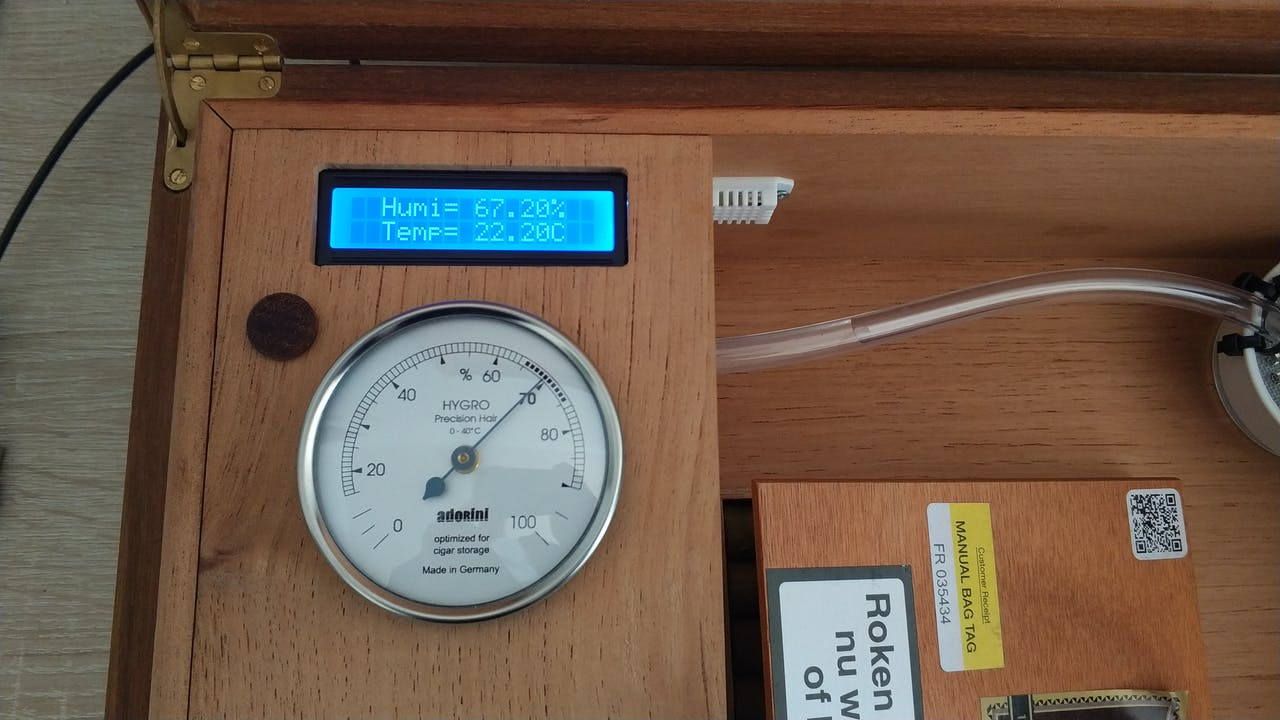 Humi= 67.20%
Temp= 22.20C
% 60
40
70
HYGRO
Precision Hair
0 - 40°C
80
20
adorini
0
100
optimized for
cigar storage
Made in Germany
Customer Receipt
MANUAL BAG TAG
FR 035434
Roken
nu
of